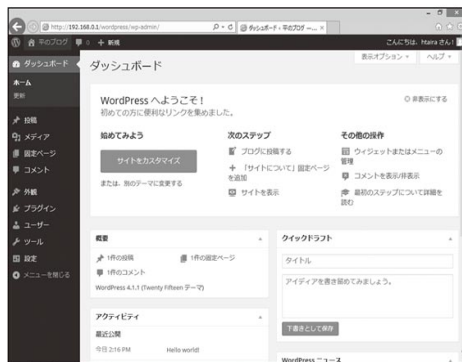 http://192.168.0.1/wordpress/wp-admin/
ダッシュボード ‹ 平のブログ — ...
平のブログ 0 + 新規
こんにちは、htaira さん!
表示オプション ヘルプ
ダッシュボード
ホーム
更新
投稿
メディア
固定ページ
コメント
外観
プラグイン
ユーザー
ツール
設定
メニューを閉じる
ダッシュボード
WordPress へようこそ!
初めての方に便利なリンクを集めました。
非表示にする
始めてみよう
サイトをカスタマイズ
または、別のテーマに変更する
次のステップ
ブログに投稿する
「サイトについて」固定ページ
を追加
サイトを表示
その他の操作
ウィジェットまたはメニューの
管理
コメントを表示/非表示
最初のステップについて詳細を
読む
概要
1件の投稿 1件の固定ページ
1件のコメント
WordPress 4.1.1 (Twenty Fifteen テーマ)
アクティビティ
最近公開
今日 2:16 PM Hello world!
クイックドラフト
タイトル
アイディアを書き留めてみましょう。
下書きとして保存
WordPress ニュース